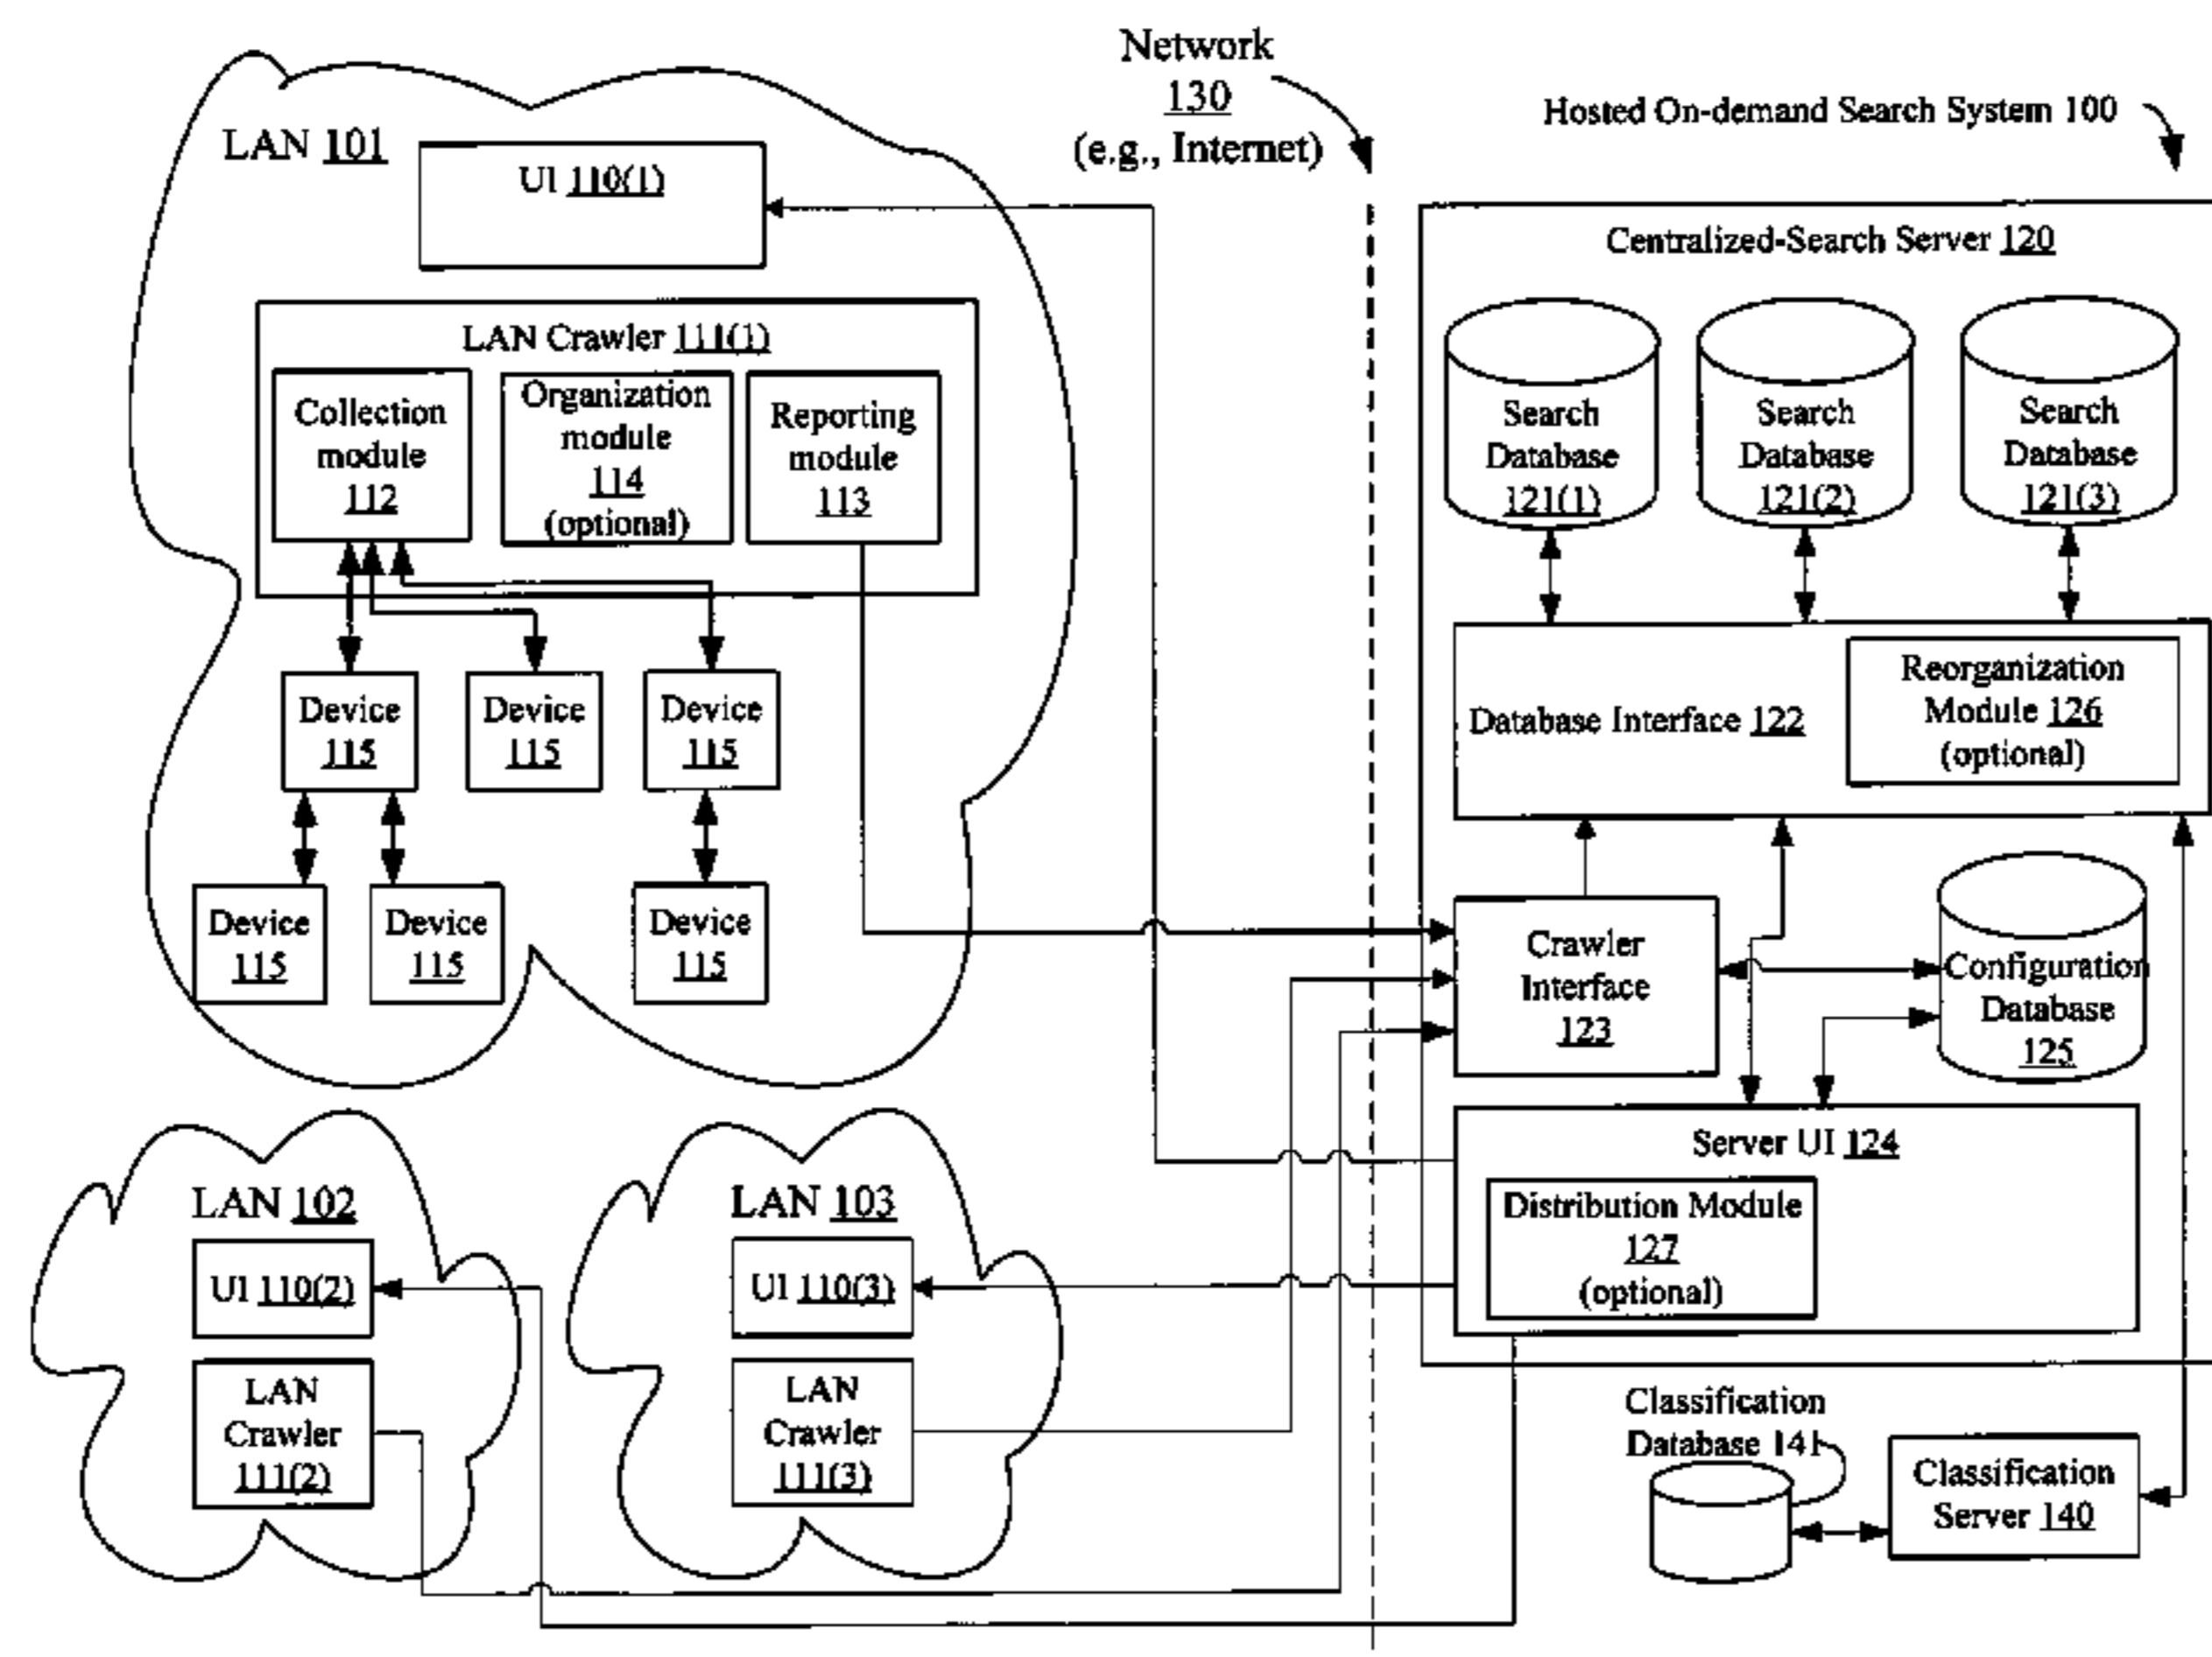 Network
130
(e.g., Internet)
Hosted On-demand Search System 100
LAN 101
UI 110(1)
LAN Crawler 111(1)
Collection
module
112
Organization
module
114
(optional)
Reporting
module
113
Device
115
Device
115
Device
115
Device
115
Device
115
Device
115
Centralized-Search Server 120
Search
Database
121(1)
Search
Database
121(2)
Search
Database
121(3)
Database Interface 122
Reorganization
Module 126
(optional)
Crawler
Interface
123
Configuration
Database
125
Server UI 124
Distribution Module
127
(optional)
LAN 102
UI 110(2)
LAN
Crawler
111(2)
LAN 103
UI 110(3)
LAN
Crawler
111(3)
Classification
Database 141
Classification
Server 140